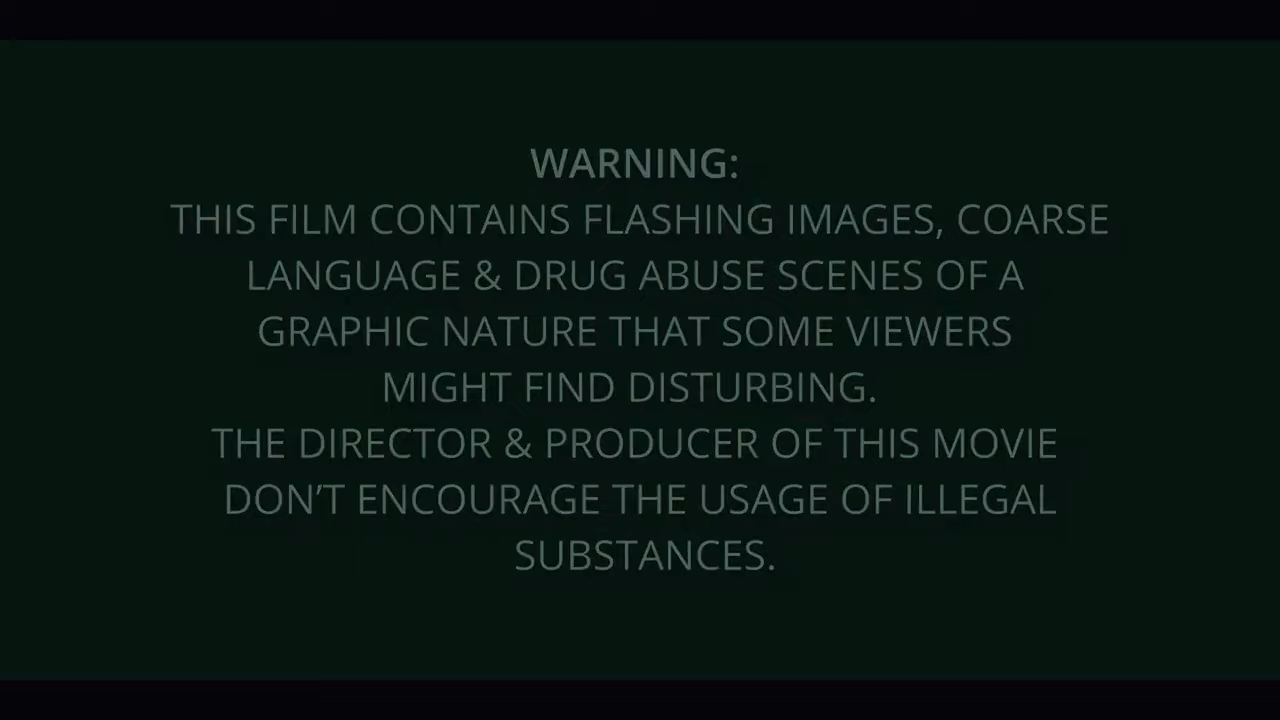 WARNING:
THIS FILM CONTAINS FLASHING IMAGES, COARSE
LANGUAGE & DRUG ABUSE SCENES OF A
GRAPHIC NATURE THAT SOME VIEWERS
MIGHT FIND DISTURBING.
THE DIRECTOR & PRODUCER OF THIS MOVIE
DON’T ENCOURAGE THE USAGE OF ILLEGAL
SUBSTANCES.